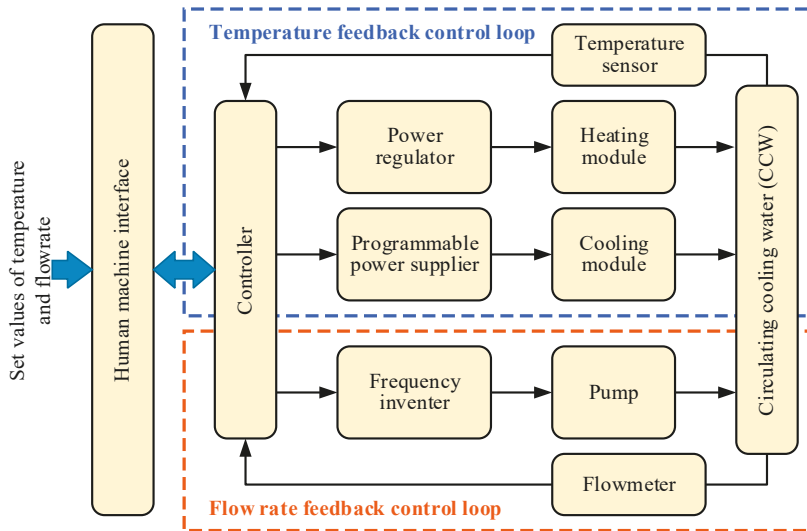 Temperature feedback control loop
Temperature
sensor
Power
regulator
Heating
module
Programmable
power supplier
Cooling
module
Set values of temperature
and flowrate
Human machine interface
Controller
Circulating cooling water (CCW)
Frequency
inventer
Pump
Flowmeter
Flow rate feedback control loop